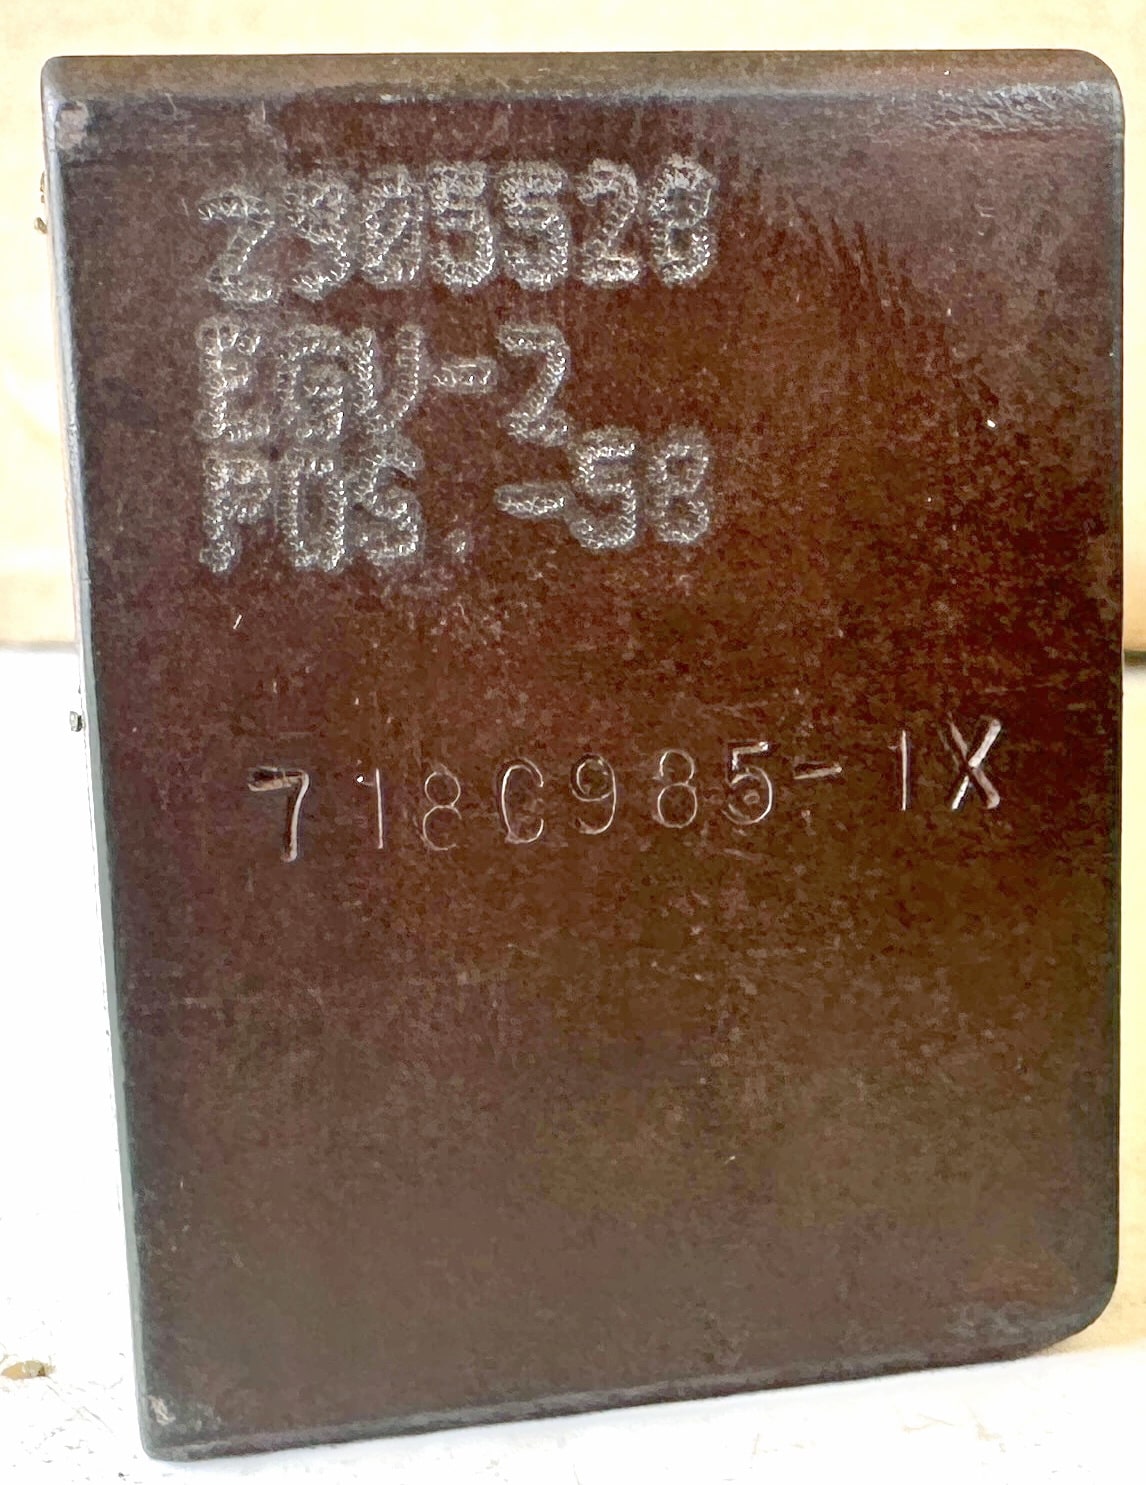 2905528
EQV-2
POS. -5B
718C985-1X